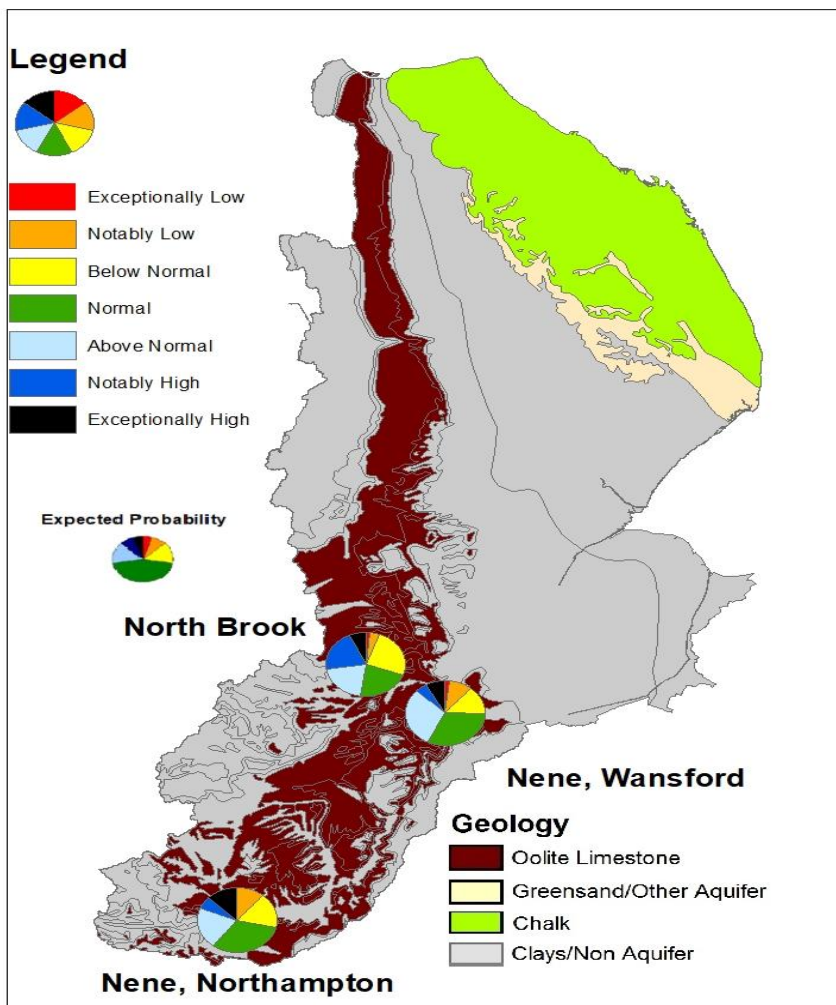 Legend
Exceptionally Low
Notably Low
Below Normal
Normal
Above Normal
Notably High
Exceptionally High
Expected Probability
North Brook
Nene, Wansford
Geology
Oolite Limestone
Greensand/Other Aquifer
Chalk
Clays/Non Aquifer
Nene, Northampton